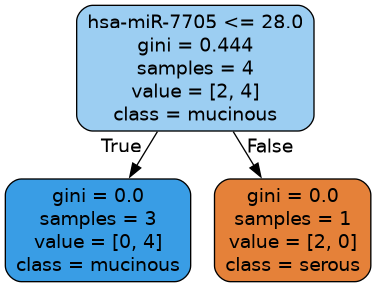 hsa-miR-7705 <= 28.0
gini = 0.444
samples = 4
value = [2, 4]
class = mucinous
True
False
gini = 0.0
samples = 3
value = [0, 4]
class = mucinous
gini = 0.0
samples = 1
value = [2, 0]
class = serous